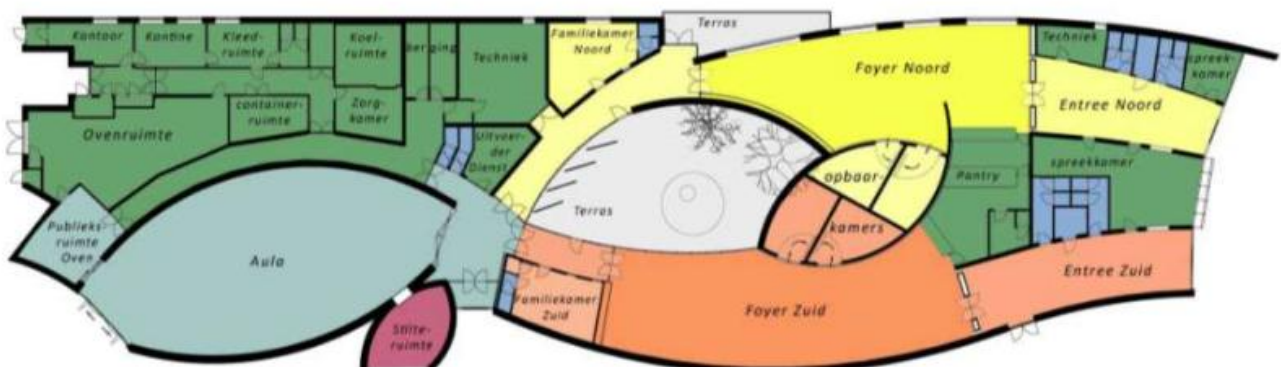 Kantoor
Kantine
Kleed-
ruimte
Koel-
ruimte
berging
Techniek
Familiekamer
Noord
Terras
Foyer Noord
Techniek
spreek-
kamer
Entree Noord
Ovenruimte
container-
ruimte
Zorg-
kamer
Uitvoer-
der
Dienst
Terras
opbaar-
kamers
Pantry
spreekkamer
Publieks
ruimte
Oven
Aula
Stilte-
ruimte
Familiekamer
Zuid
Foyer Zuid
Entree Zuid